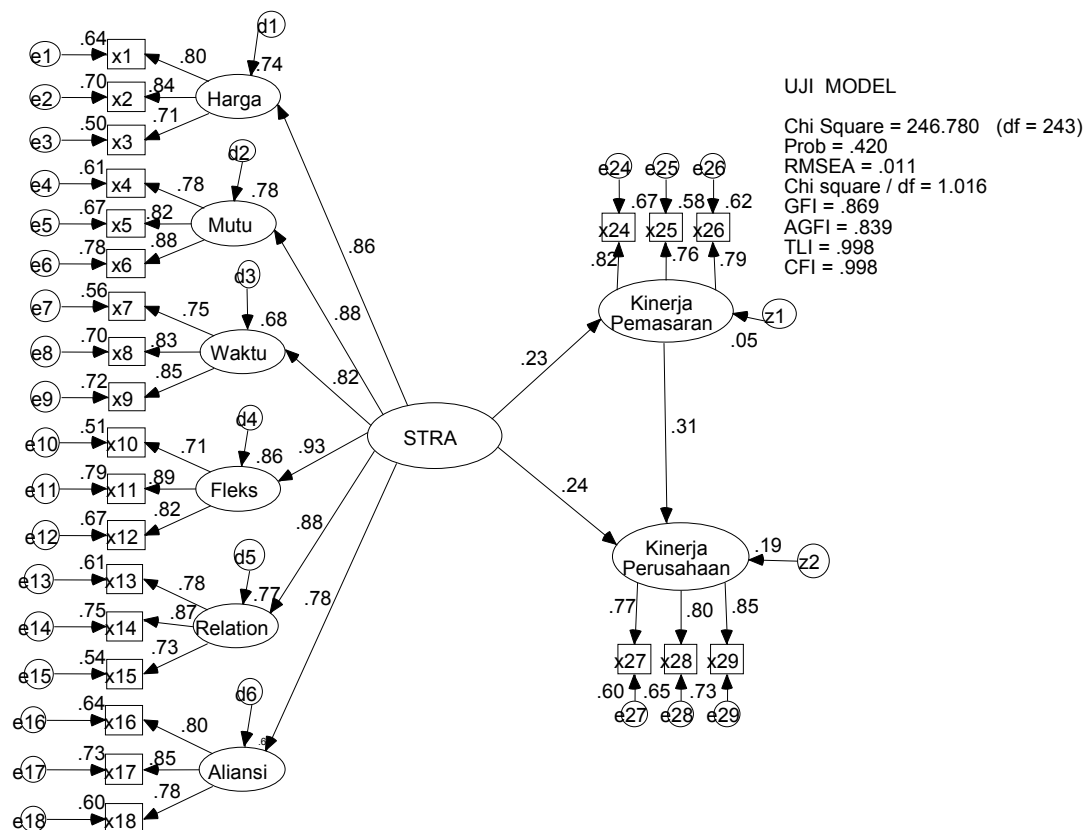 d1
e1
.64
x1
.80
.74
e2
.70
x2
.84
Harga
e3
.50
x3
.71
d2
e4
.61
x4
.78
.78
e5
.67
x5
.82
Mutu
e6
.78
x6
.88
d3
e7
.56
x7
.75
.68
e8
.70
x8
.83
Waktu
e9
.72
x9
.85
d4
e10
.51
x10
.71
.86
e11
.79
x11
.89
Fleks
e12
.67
x12
.82
d5
e13
.61
x13
.78
.77
e14
.75
x14
.87
Relation
e15
.54
x15
.73
d6
e16
.64
x16
.80
e17
.73
x17
.85
Aliansi
e18
.60
x18
.78
.86
.88
.82
.93
.88
.78
STRA
.23
.24
.31
e24
e25
e26
.67
.58
.62
x24
x25
x26
.82
.76
.79
Kinerja
Pemasaran
z1
.05
Kinerja
Perusahaan
.19
z2
.77
.80
.85
x27
x28
x29
.60
.65
.73
e27
e28
e29
UJI MODEL
Chi Square = 246.780 (df = 243)
Prob = .420
RMSEA = .011
Chi square / df = 1.016
GFI = .869
AGFI = .839
TLI = .998
CFI = .998